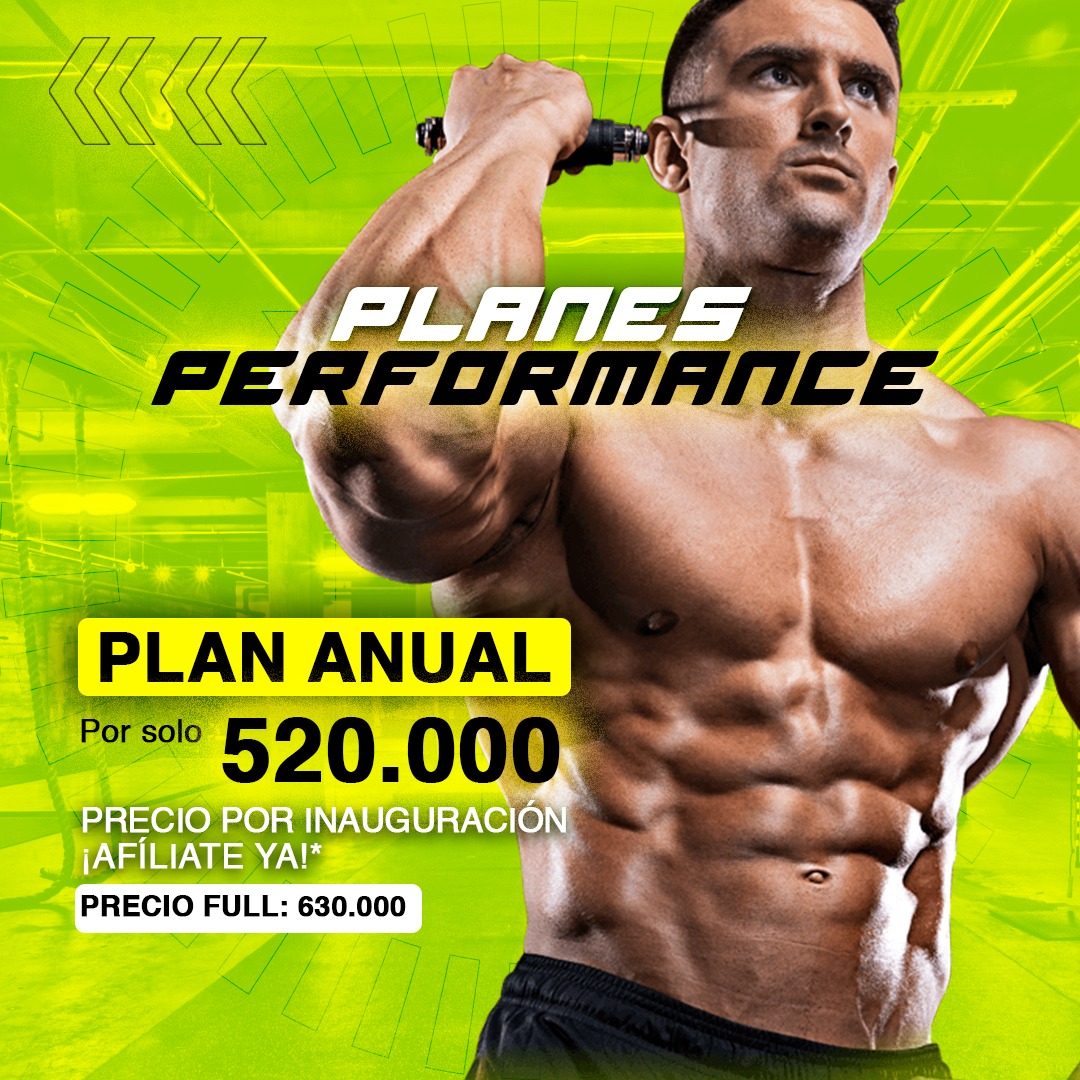 PLANES
PERFORMANCE
PLAN ANUAL
Por solo 520.000
PRECIO POR INAUGURACIÓN
¡AFÍLIATE YA!*
PRECIO FULL: 630.000